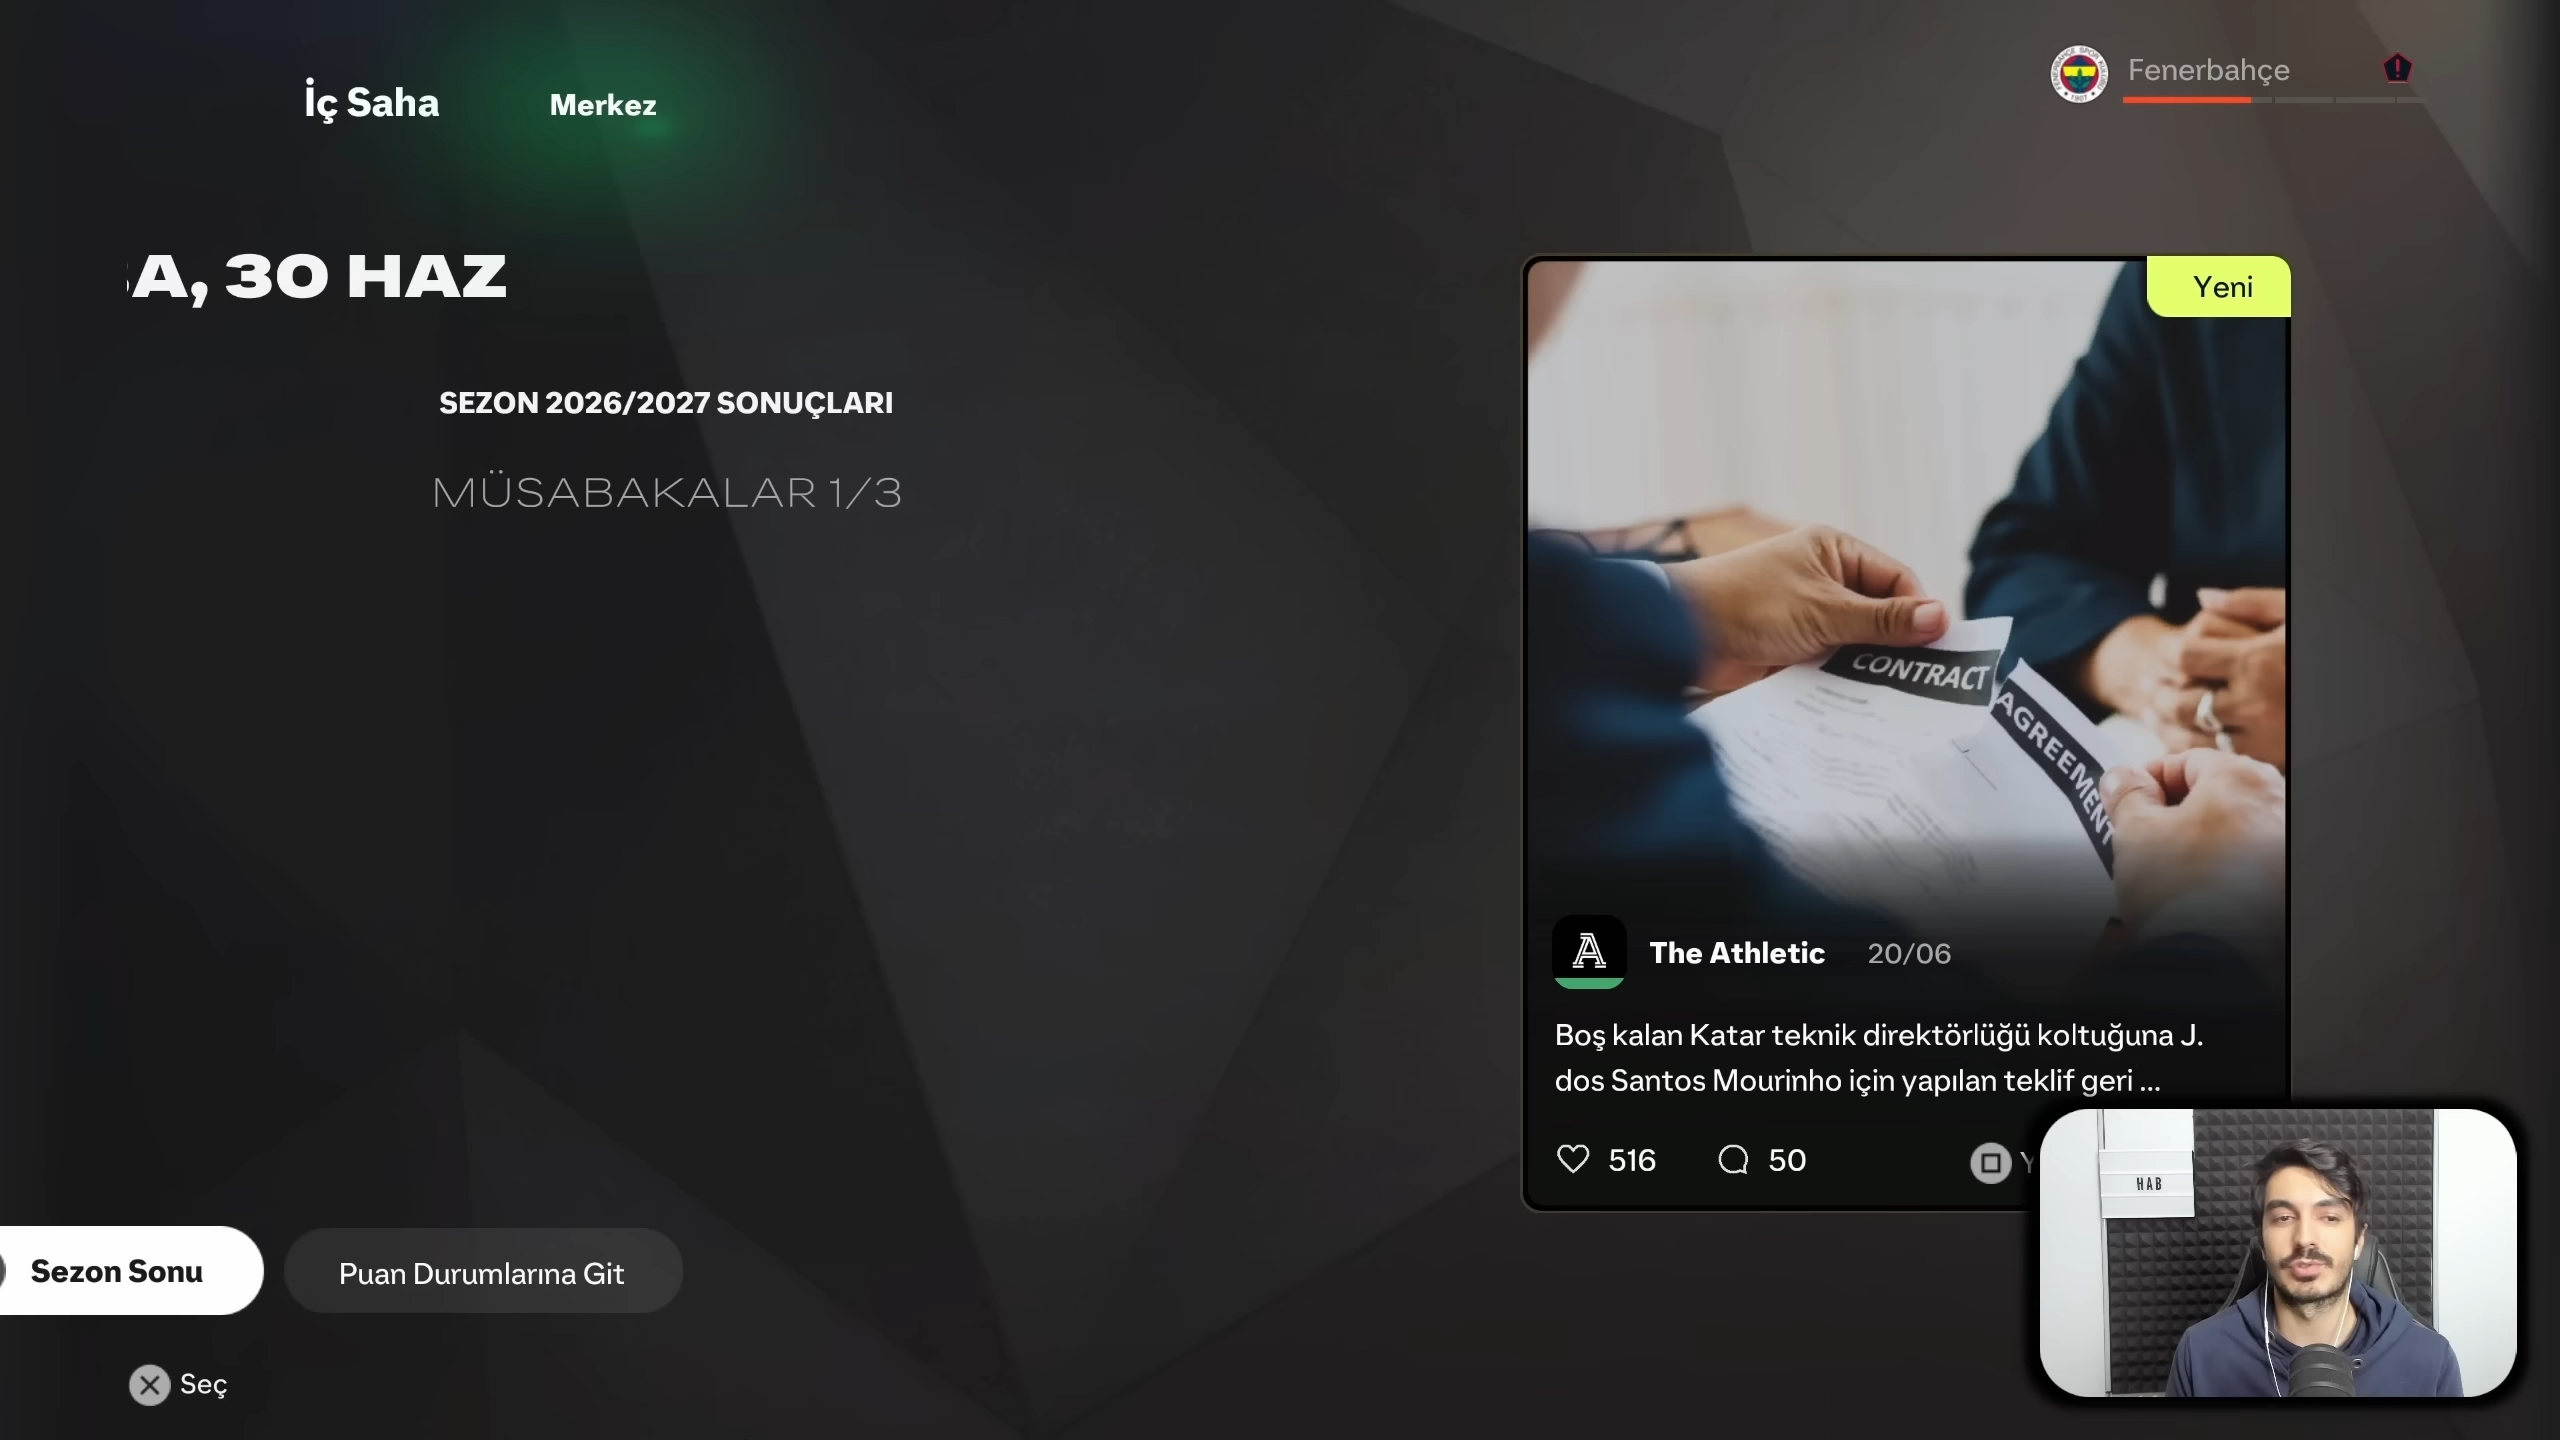 İç Saha
Merkez
Fenerbahçe
A, 30 HAZ
SEZON 2026/2027 SONUÇLARI
MÜSABAKALAR 1/3
Yeni
CONTRACT
AGREEMENT
The Athletic 20/06
Boş kalan Katar teknik direktörlüğü koltuğuna J.
dos Santos Mourinho için yapılan teklif geri ...
516 50
HAB
Sezon Sonu
Puan Durumlarına Git
Seç